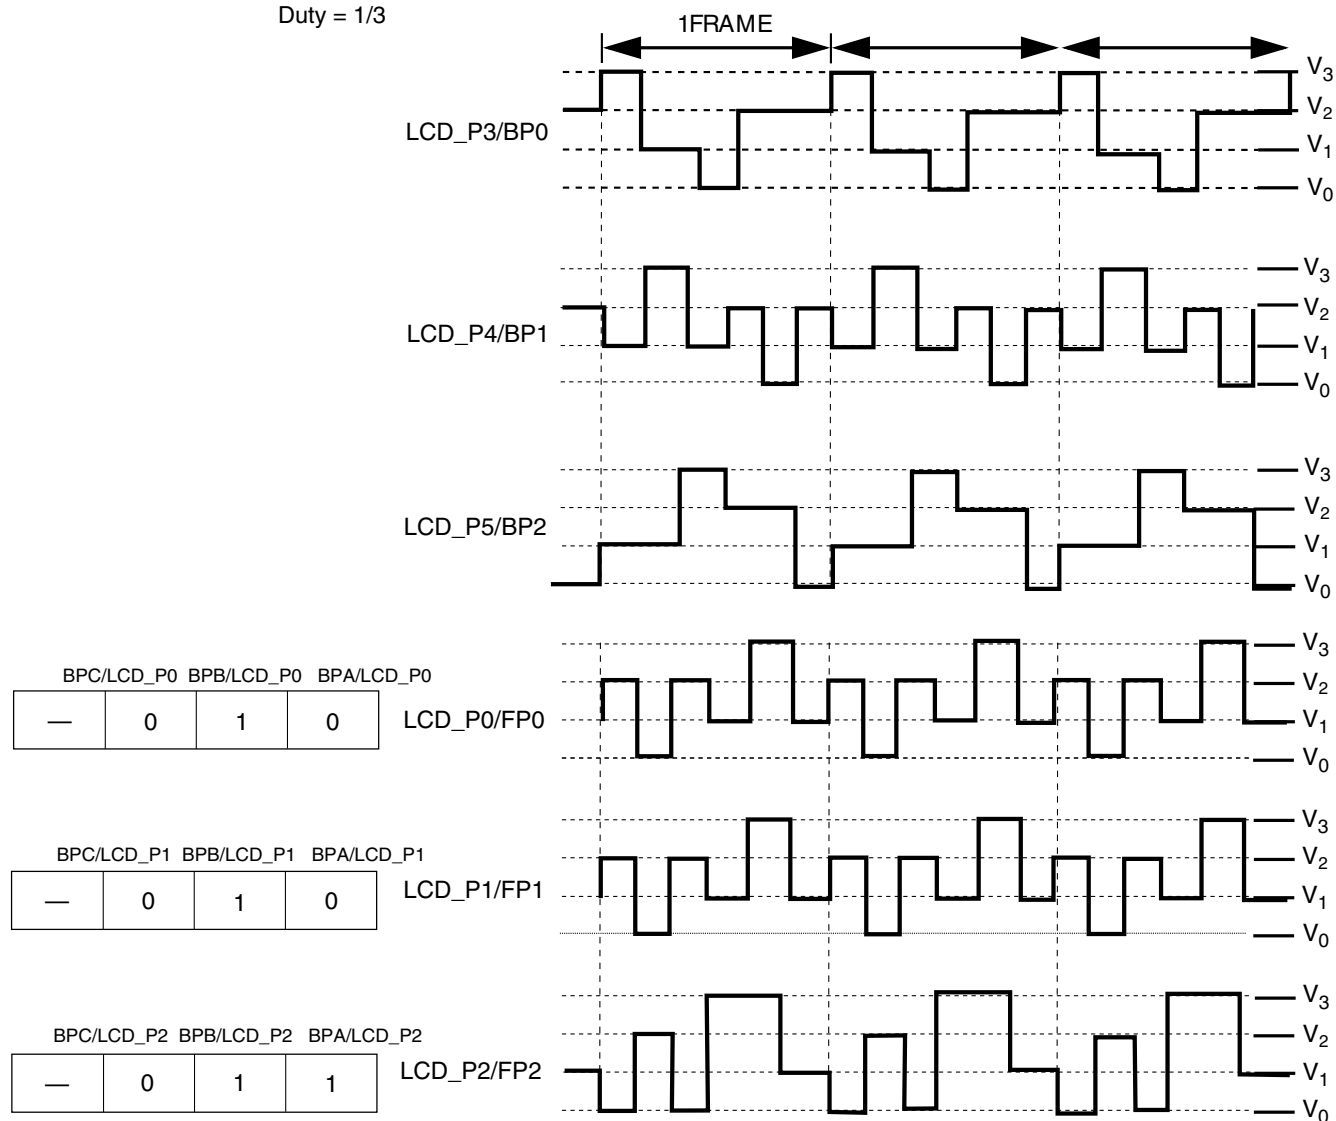 Duty = 1/3
1FRAME
LCD_P3/BP0
V3
V2
V1
V0
LCD_P4/BP1
V3
V2
V1
V0
LCD_P5/BP2
V3
V2
V1
V0
BPC/LCD_P0 BPB/LCD_P0 BPA/LCD_P0
— 0 1 0
LCD_P0/FP0
V3
V2
V1
V0
BPC/LCD_P1 BPB/LCD_P1 BPA/LCD_P1
— 0 1 0
LCD_P1/FP1
V3
V2
V1
V0
BPC/LCD_P2 BPB/LCD_P2 BPA/LCD_P2
— 0 1 1
LCD_P2/FP2
V3
V2
V1
V0